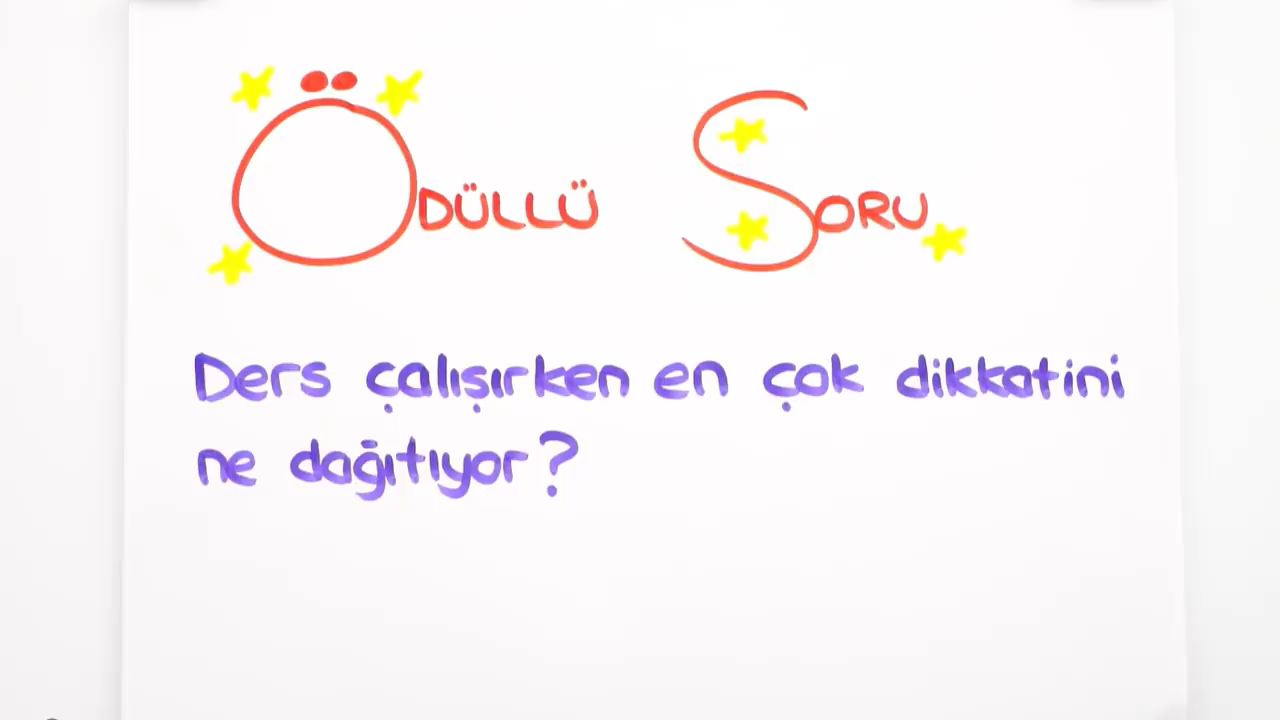 ÖDÜLLÜ SORU
Ders çalışırken en çok dikkatini
ne dağıtıyor?